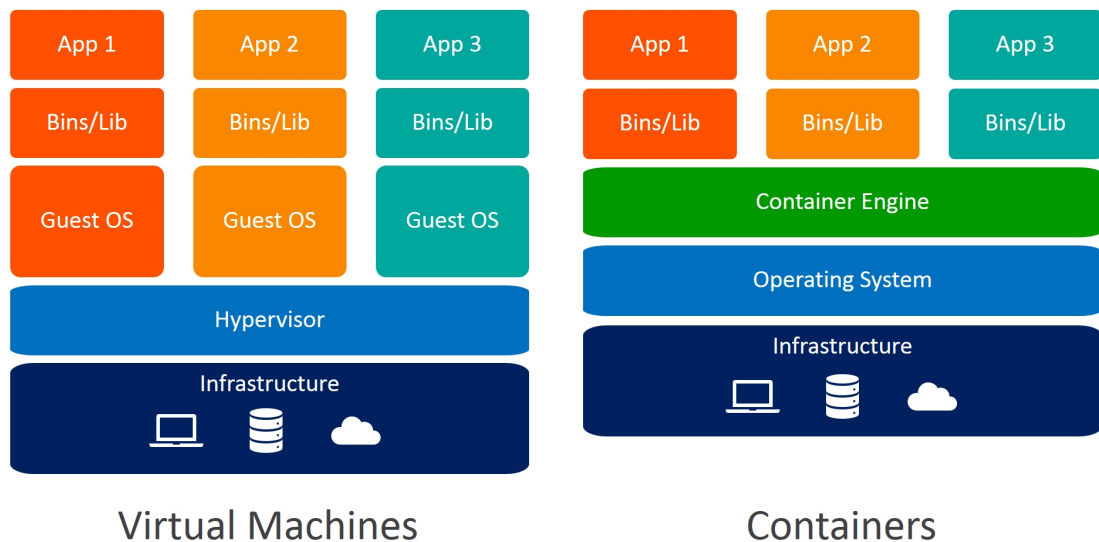 App 1
App 2
App 3
Bins/Lib
Bins/Lib
Bins/Lib
Guest OS
Guest OS
Guest OS
Hypervisor
Infrastructure
Virtual Machines
App 1
App 2
App 3
Bins/Lib
Bins/Lib
Bins/Lib
Container Engine
Operating System
Infrastructure
Containers